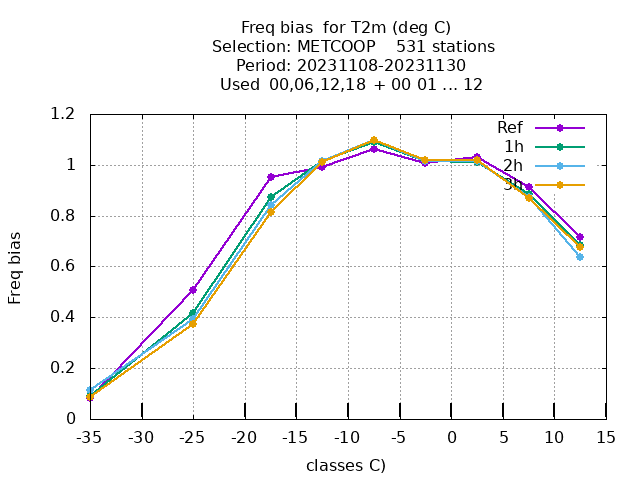 Freq bias  for T2m (deg C)
Selection: METCOOP    531 stations
Period: 20231108-20231130
Used  00,06,12,18  + 00 01 ... 12
Ref
1h
2h
3h
1.2
1
0.8
0.6
0.4
0.2
0
Freq bias
-35 -30 -25 -20 -15 -10 -5 0 5 10 15
classes C)